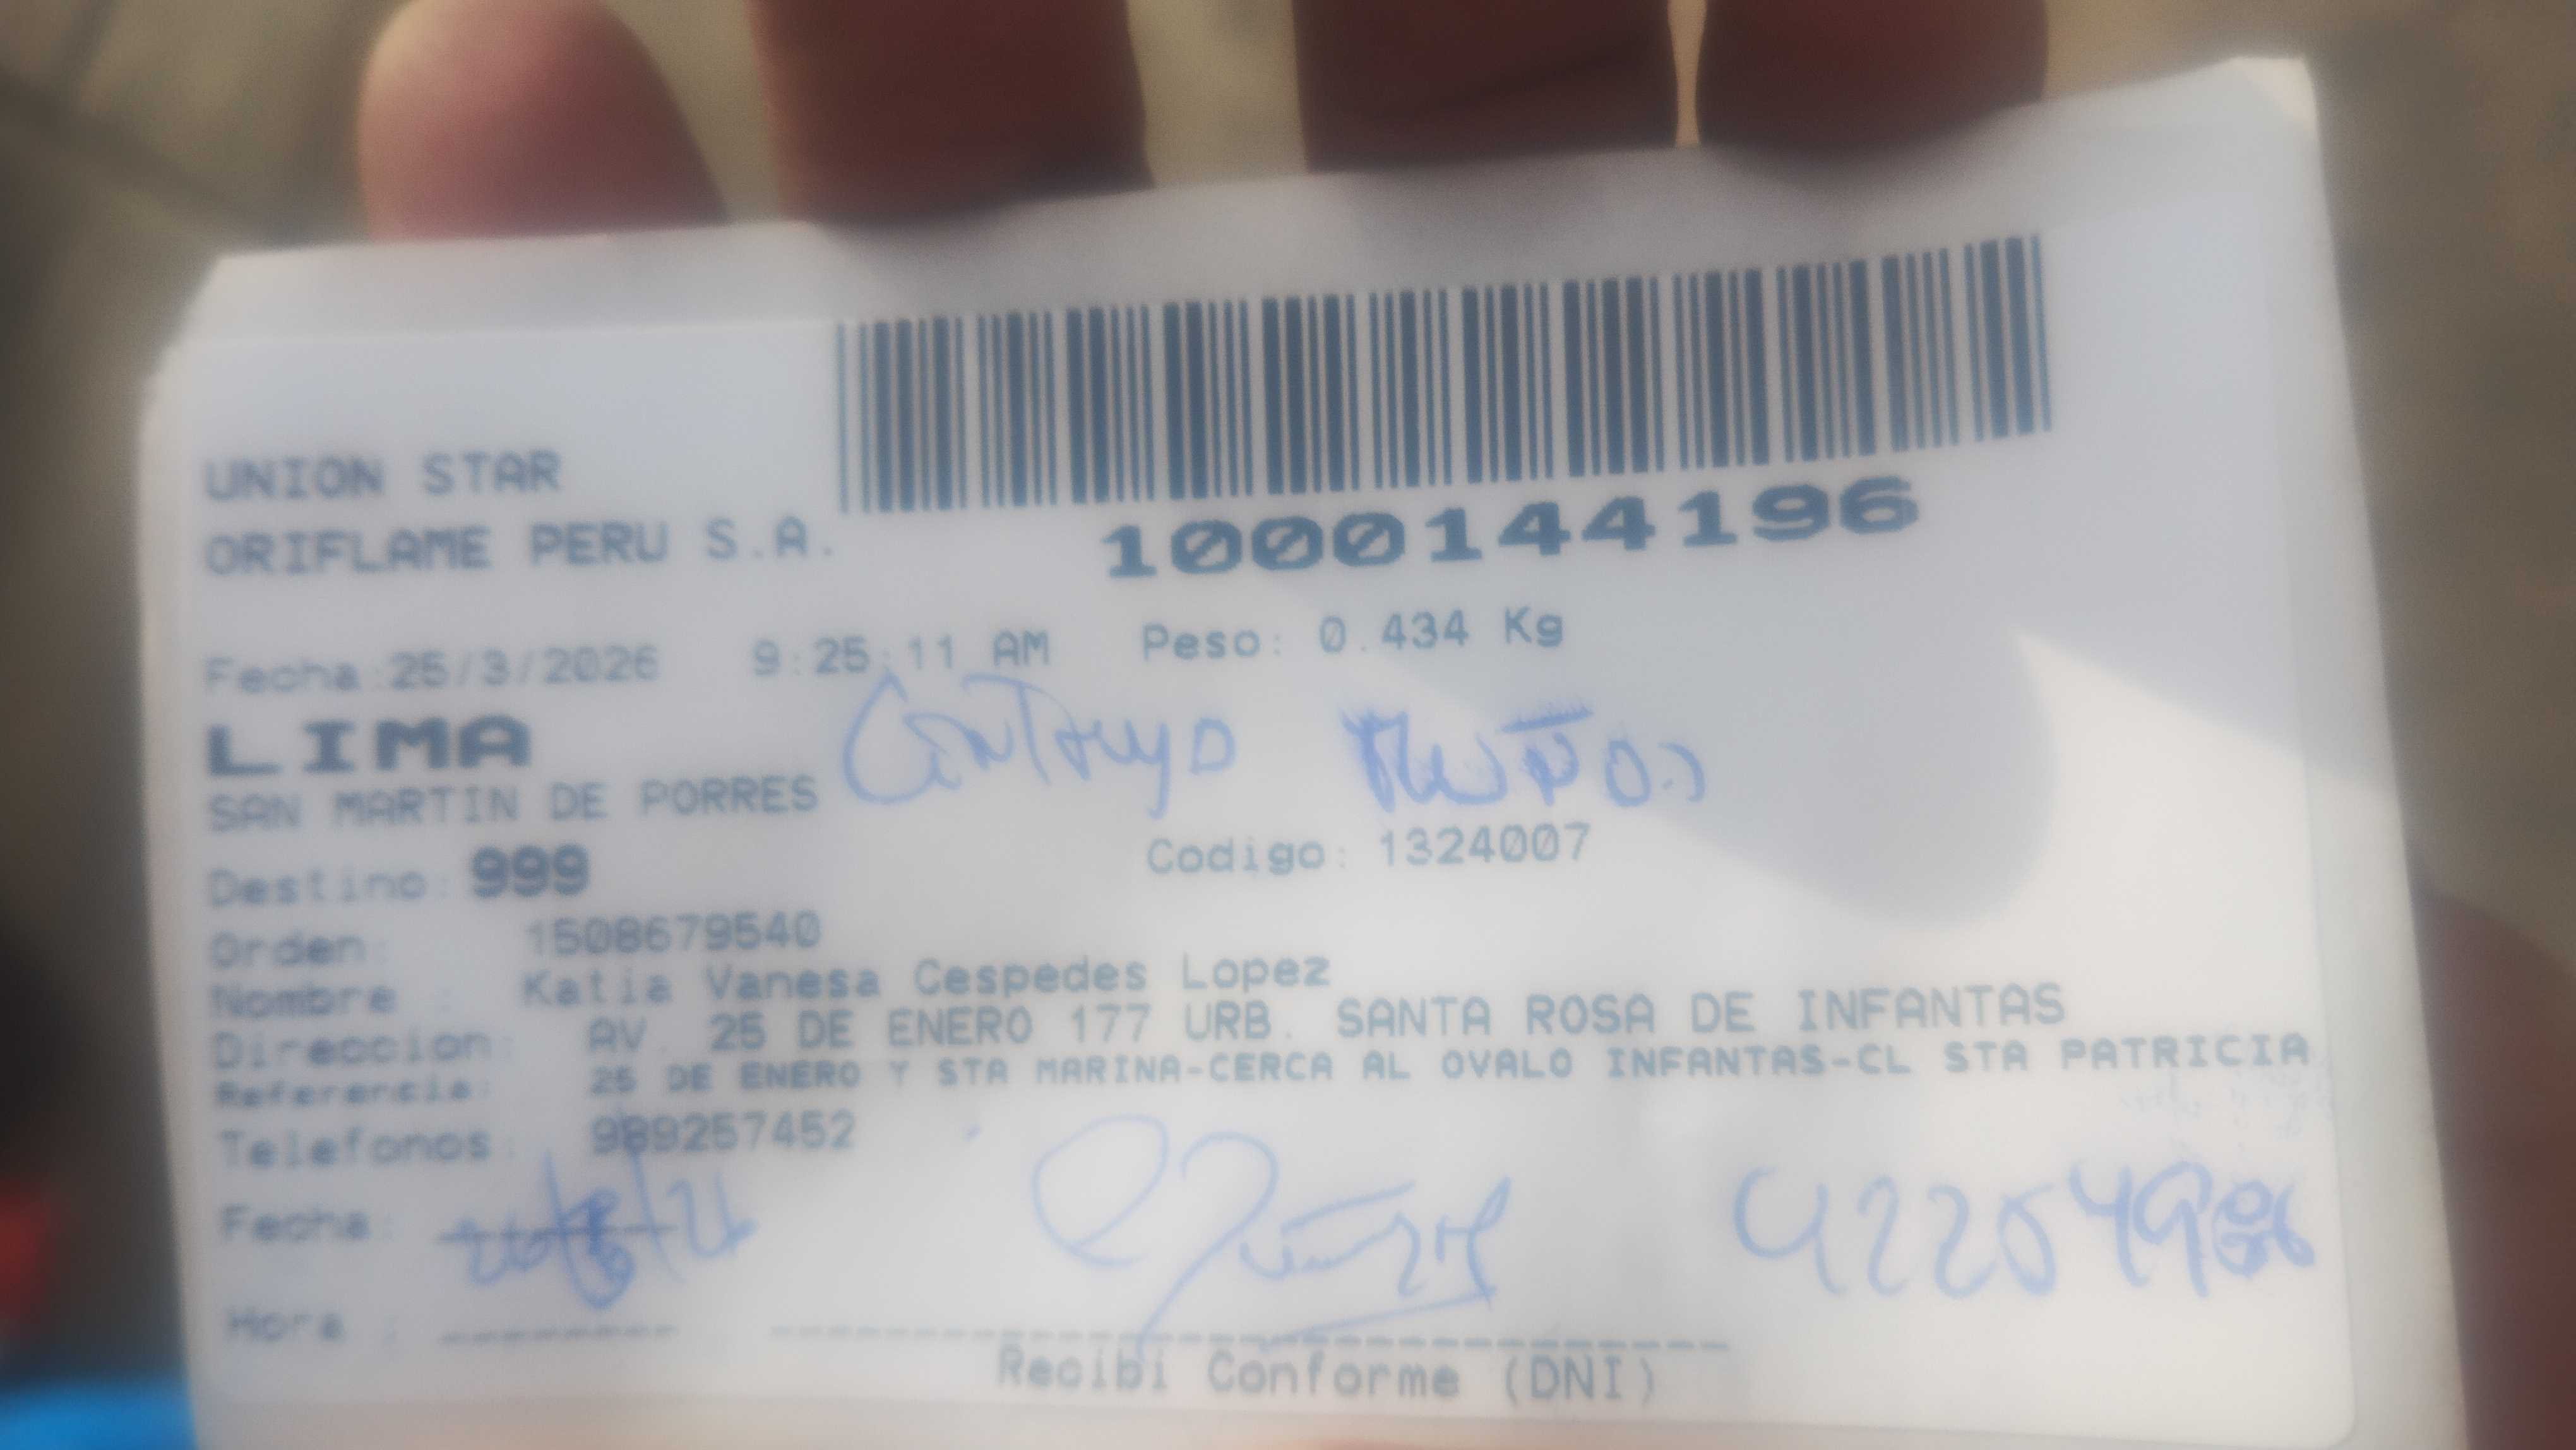 UNION STAR
ORIFLAME PERU S.A.
1000144196
Fecha:25/3/2026 9:25:11 AM Peso: 0.434 Kg
LIMA
SAN MARTIN DE PORRES
Destino: 999 Codigo: 1324007
Orden: 1508679540
Nombre : Katia Vanesa Cespedes Lopez
Direccion: AV. 25 DE ENERO 177 URB. SANTA ROSA DE INFANTAS
Referencia: 25 DE ENERO Y STA MARINA-CERCA AL OVALO INFANTAS-CL STA PATRICIA
Telefonos: 989257452
Fecha:
Hora :
Recibi Conforme (DNI)